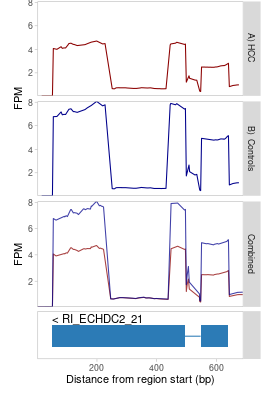 8
6
4
2
FPM
A) HCC
8
6
4
2
FPM
B) Controls
8
6
4
2
FPM
Combined
< RI_ECHDC2_21
200 400 600
Distance from region start (bp)